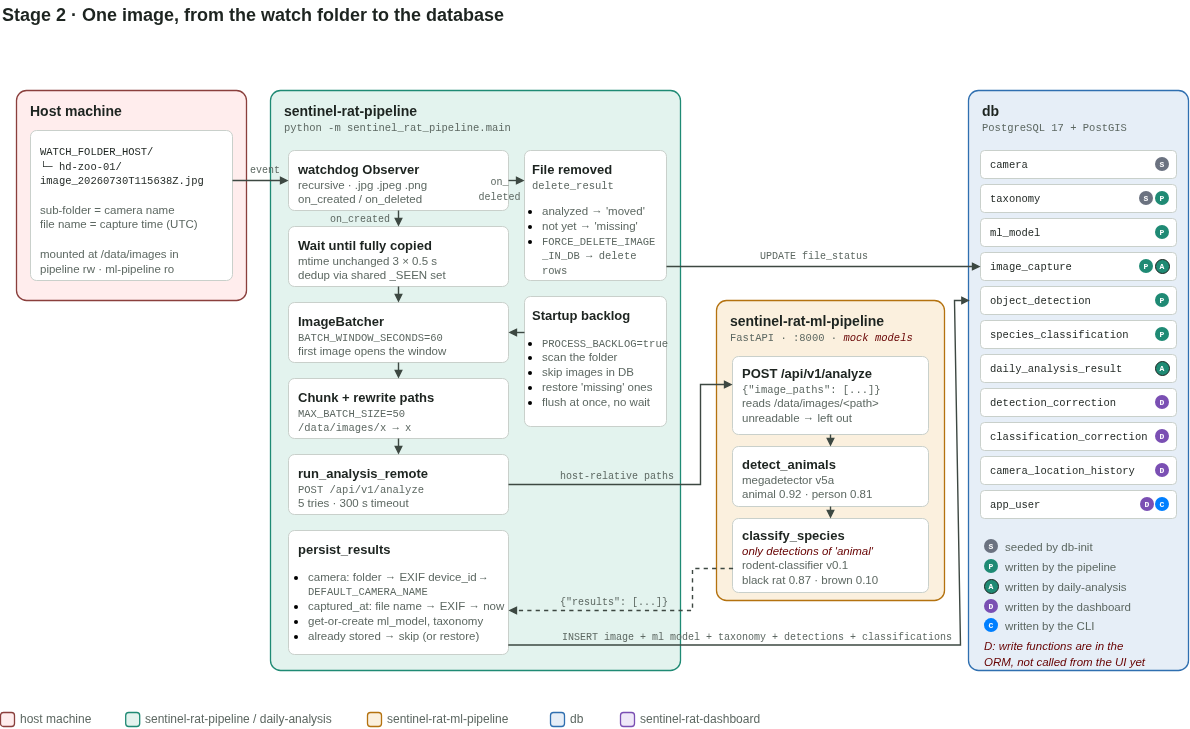 Stage 2 · One image, from the watch folder to the database
Host machine
WATCH_FOLDER_HOST/
└─ hd-zoo-01/
image_20260730T115638Z.jpg
sub-folder = camera name
file name = capture time (UTC)
mounted at /data/images in
pipeline rw · ml-pipeline ro
event
sentinel-rat-pipeline
python -m sentinel_rat_pipeline.main
watchdog Observer
recursive · .jpg .jpeg .png
on_created / on_deleted
on_
deleted
on_created
Wait until fully copied
mtime unchanged 3 × 0.5 s
dedup via shared _SEEN set
ImageBatcher
BATCH_WINDOW_SECONDS=60
first image opens the window
Chunk + rewrite paths
MAX_BATCH_SIZE=50
/data/images/x → x
run_analysis_remote
POST /api/v1/analyze
5 tries · 300 s timeout
persist_results
• camera: folder → EXIF device_id →
DEFAULT_CAMERA_NAME
• captured_at: file name → EXIF → now
• get-or-create ml_model, taxonomy
• already stored → skip (or restore)
File removed
delete_result
• analyzed → 'moved'
• not yet → 'missing'
• FORCE_DELETE_IMAGE
_IN_DB → delete
rows
Startup backlog
• PROCESS_BACKLOG=true
• scan the folder
• skip images in DB
• restore 'missing' ones
• flush at once, no wait
UPDATE file_status
host-relative paths
{"results": [...]}
INSERT image + ml model + taxonomy + detections + classifications
sentinel-rat-ml-pipeline
FastAPI · :8000 · mock models
POST /api/v1/analyze
{"image_paths": [...]}
reads /data/images/<path>
unreadable → left out
detect_animals
megadetector v5a
animal 0.92 · person 0.81
classify_species
only detections of 'animal'
rodent-classifier v0.1
black rat 0.87 · brown 0.10
db
PostgreSQL 17 + PostGIS
camera S
taxonomy S P
ml_model P
image_capture P A
object_detection P
species_classification P
daily_analysis_result A
detection_correction D
classification_correction D
camera_location_history D
app_user D C
S seeded by db-init
P written by the pipeline
A written by daily-analysis
D written by the dashboard
C written by the CLI
D: write functions are in the
ORM, not called from the UI yet
host machine
sentinel-rat-pipeline / daily-analysis
sentinel-rat-ml-pipeline
db
sentinel-rat-dashboard